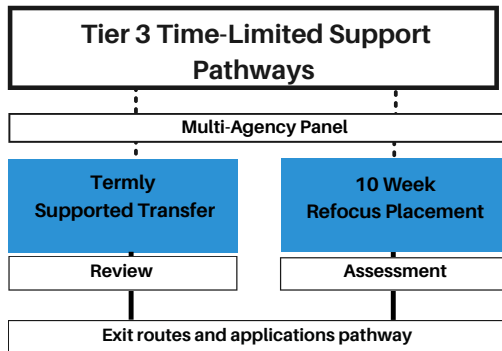 Tier 3 Time-Limited Support
Pathways
Multi-Agency Panel
Termly
Supported Transfer
10 Week
Refocus Placement
Review
Assessment
Exit routes and applications pathway